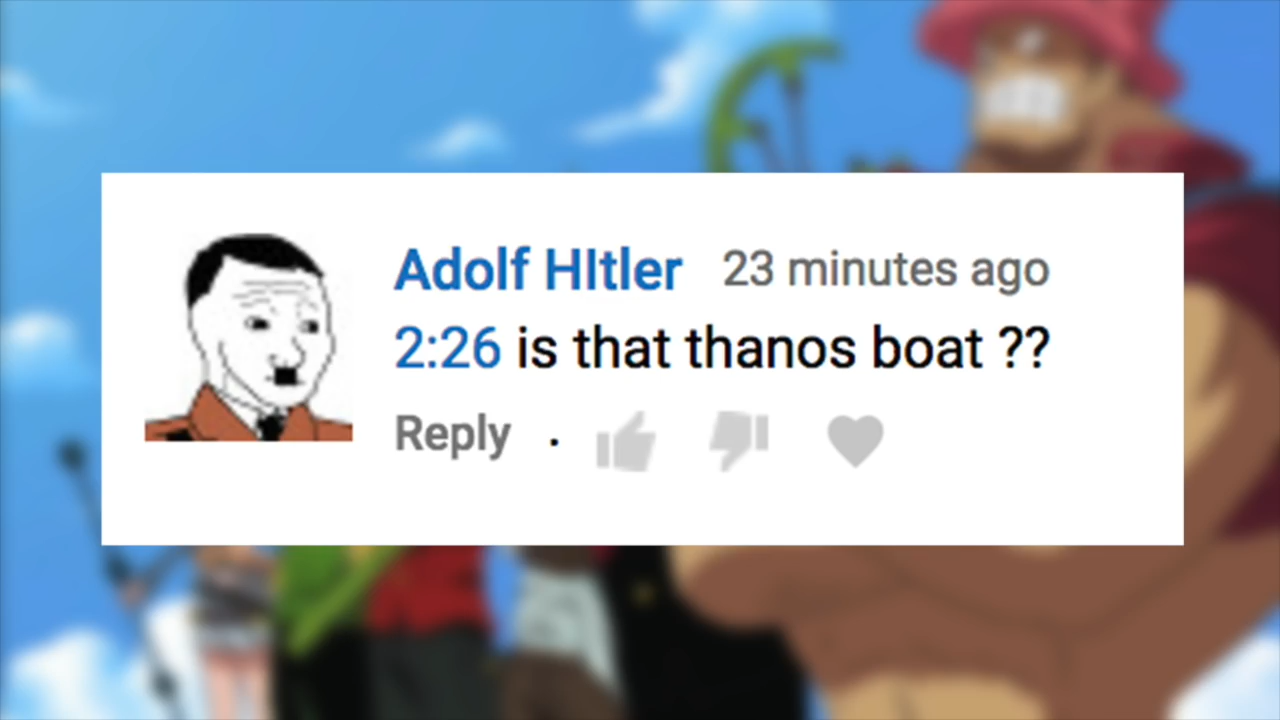 Adolf HItler 23 minutes ago
2:26 is that thanos boat ??
Reply .